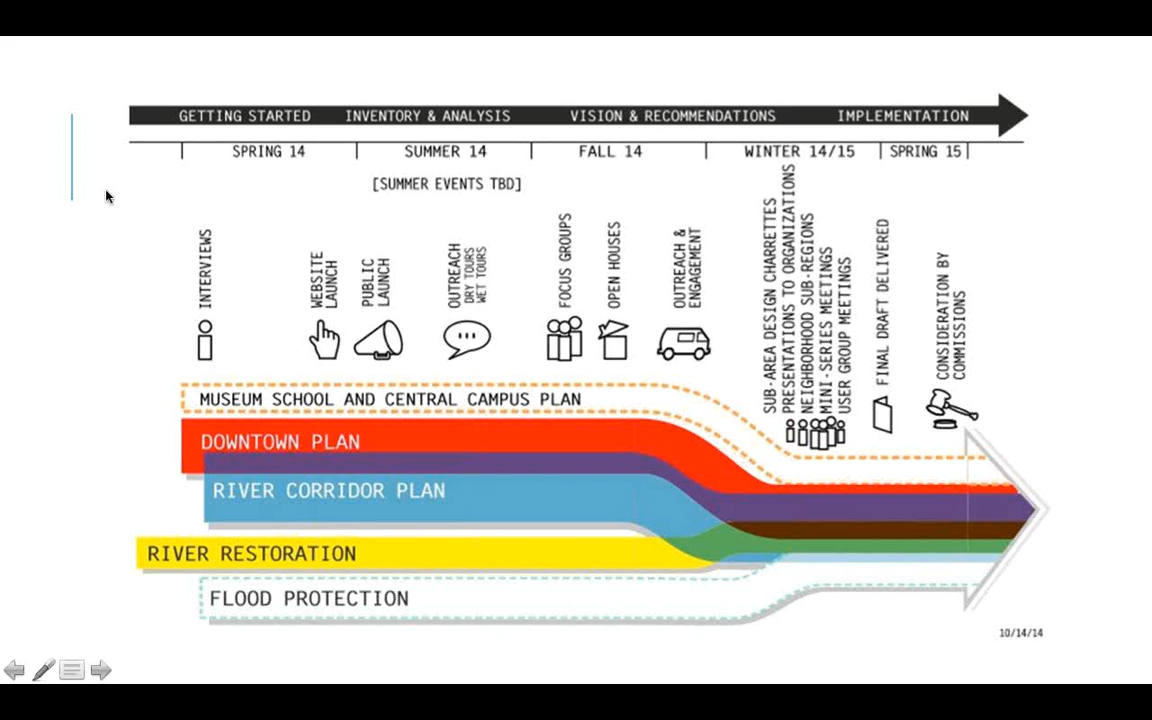 GETTING STARTED INVENTORY & ANALYSIS VISION & RECOMMENDATIONS IMPLEMENTATION
SPRING 14 SUMMER 14 FALL 14 WINTER 14/15 SPRING 15
[SUMMER EVENTS TBD]
INTERVIEWS
WEBSITE
LAUNCH
PUBLIC
LAUNCH
OUTREACH
DRY TOURS
WET TOURS
FOCUS GROUPS
OPEN HOUSES
OUTREACH &
ENGAGEMENT
SUB-AREA DESIGN CHARRETTES
PRESENTATIONS TO ORGANIZATIONS
NEIGHBORHOOD SUB-REGIONS
MINI-SERIES MEETINGS
USER GROUP MEETINGS
FINAL DRAFT DELIVERED
CONSIDERATION BY
COMMISSIONS
MUSEUM SCHOOL AND CENTRAL CAMPUS PLAN
DOWNTOWN PLAN
RIVER CORRIDOR PLAN
RIVER RESTORATION
FLOOD PROTECTION
10/14/14